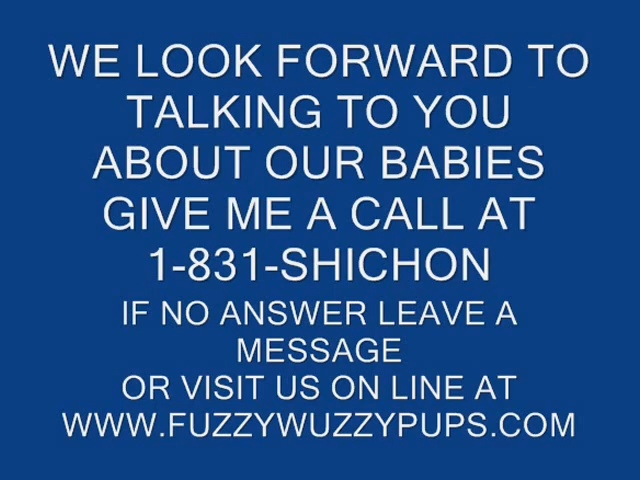 WE LOOK FORWARD TO
TALKING TO YOU
ABOUT OUR BABIES
GIVE ME A CALL AT
1-831-SHICHON
IF NO ANSWER LEAVE A
MESSAGE
OR VISIT US ON LINE AT
WWW.FUZZYWUZZYPUPS.COM